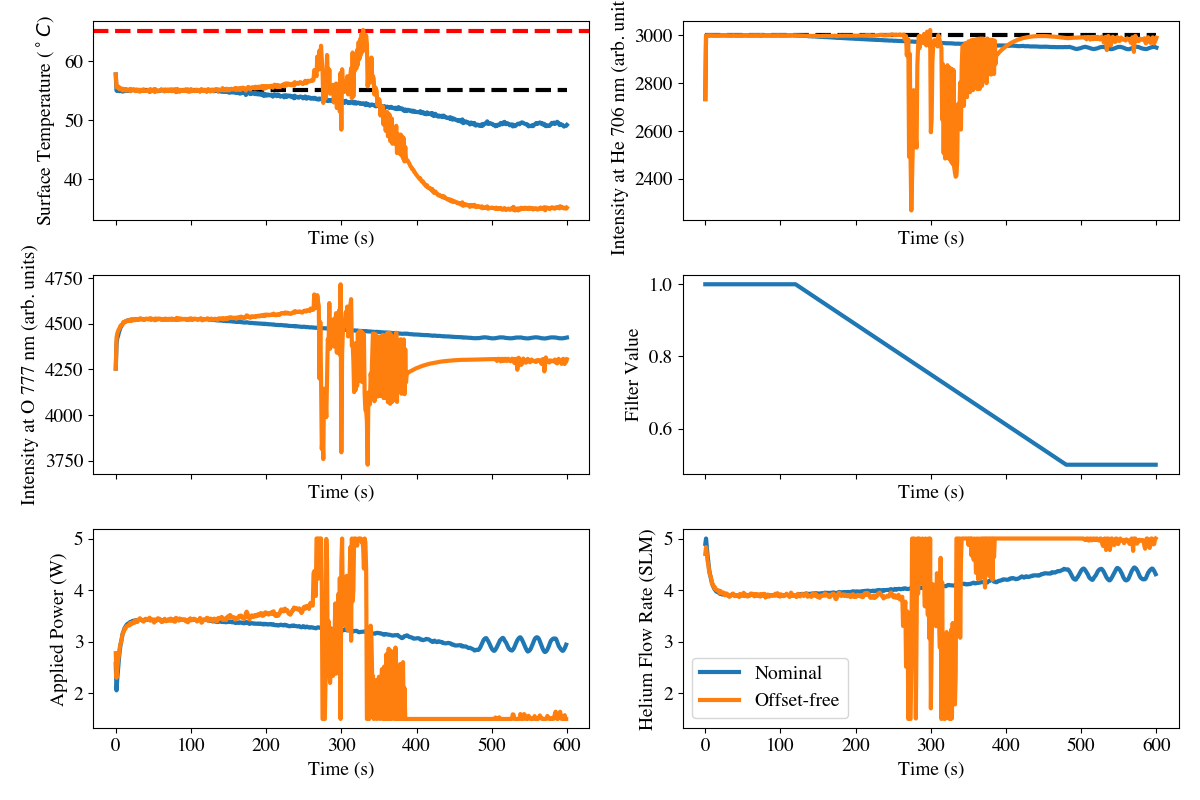 Surface Temperature (°C)
60
50
40
Time (s)
Intensity at He 706 nm (arb. unit
3000
2800
2600
2400
Time (s)
Intensity at O 777 nm (arb. units)
4750
4500
4250
4000
3750
Time (s)
Filter Value
1.0
0.8
0.6
Time (s)
Applied Power (W)
5
4
3
2
0 100 200 300 400 500 600
Time (s)
Helium Flow Rate (SLM)
5
4
3
2
Nominal
Offset-free
0 100 200 300 400 500 600
Time (s)